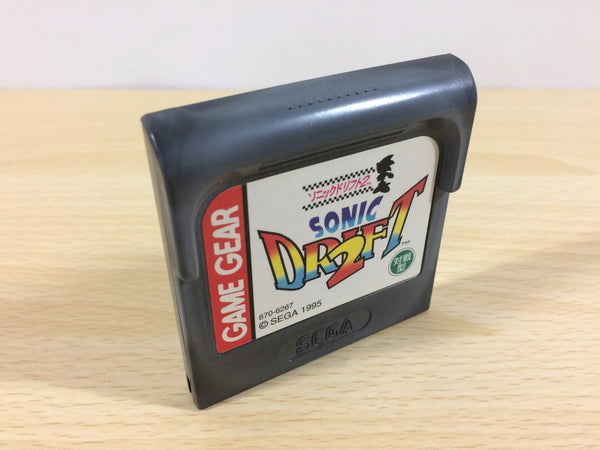 GAME GEAR
ソニックドリフト2
SONIC
DRIFT
2
TM
対戦
型
670-6267
© SEGA 1995
SEGA